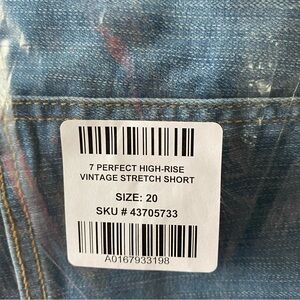 7 PERFECT HIGH-RISE
VINTAGE STRETCH SHORT
SIZE: 20
SKU # 43705733
A0167933198